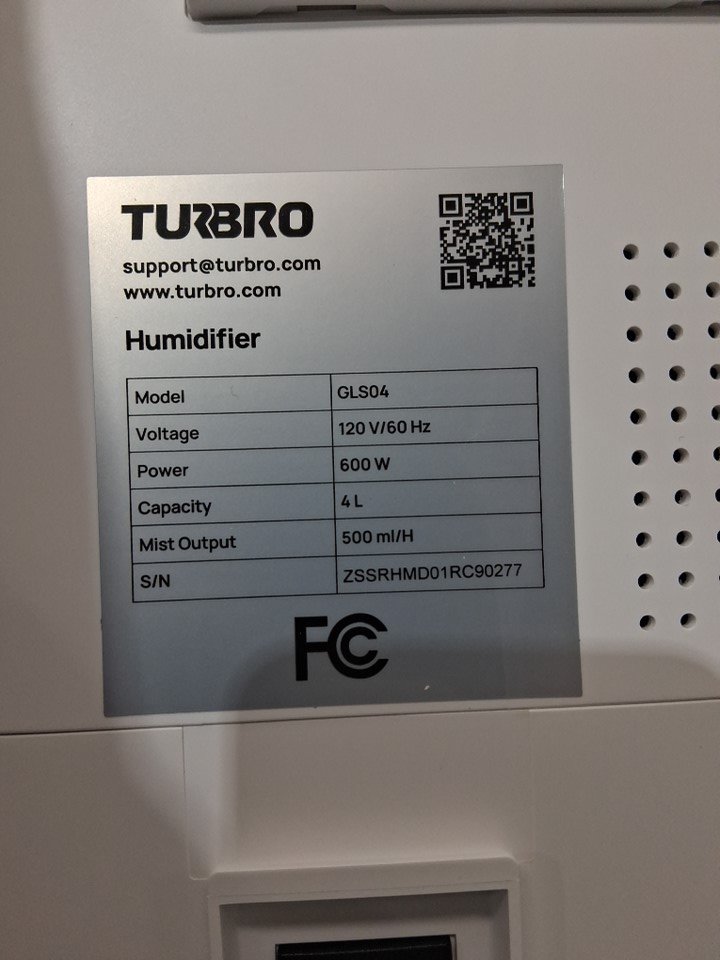 TURBRO
support@turbro.com
www.turbro.com
Humidifier
Model GLS04
Voltage 120 V/60 Hz
Power 600 W
Capacity 4 L
Mist Output 500 ml/H
S/N ZSSRHMD01RC90277
FC